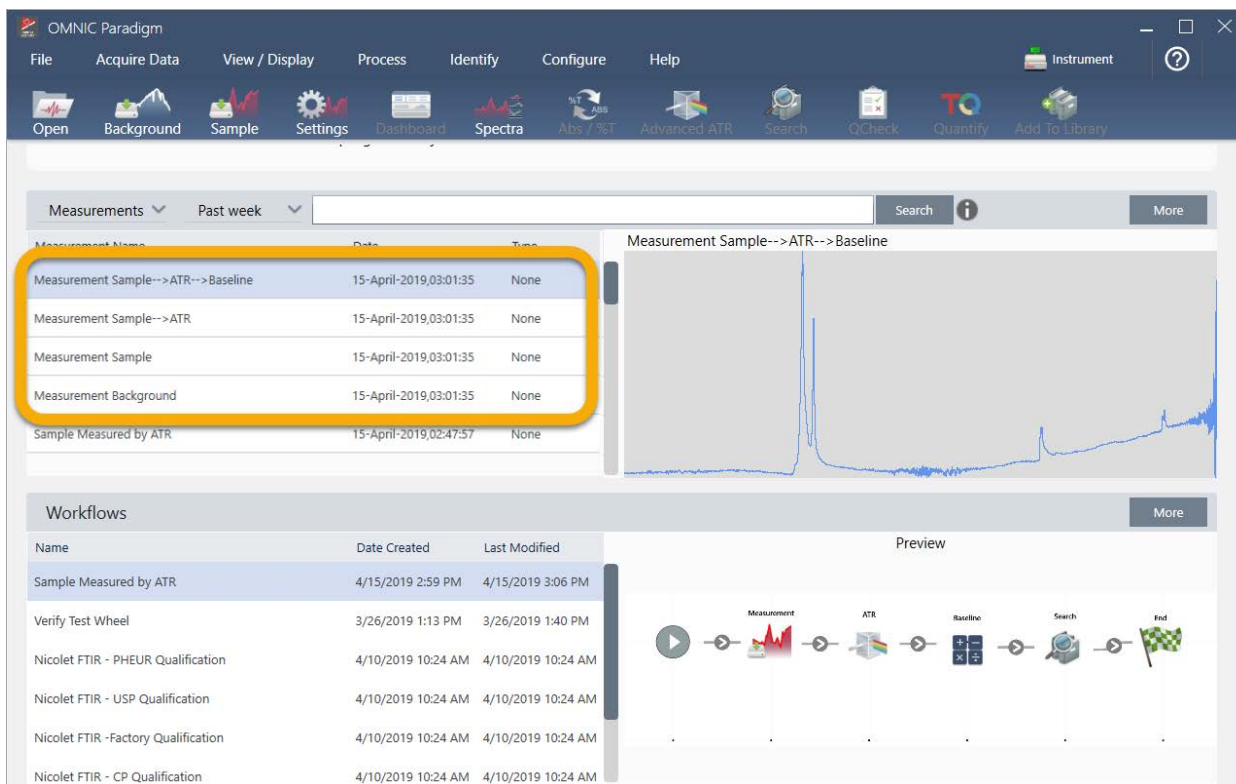 OMNIC Paradigm
File Acquire Data View / Display Process Identify Configure Help Instrument
%T ABS
TQ
Open Background Sample Settings Dashboard Spectra Abs / %T Advanced ATR Search QCheck Quantify Add To Library
Measurements Past week Search More
Measurement Name Date Type
Measurement Sample-->ATR-->Baseline
Measurement Sample-->ATR-->Baseline 15-April-2019,03:01:35 None
Measurement Sample-->ATR 15-April-2019,03:01:35 None
Measurement Sample 15-April-2019,03:01:35 None
Measurement Background 15-April-2019,03:01:35 None
Sample Measured by ATR 15-April-2019,02:47:57 None
Workflows More
Name Date Created Last Modified
Preview
Sample Measured by ATR 4/15/2019 2:59 PM 4/15/2019 3:06 PM
Verify Test Wheel 3/26/2019 1:13 PM 3/26/2019 1:40 PM
Measurement ATR Baseline Search End
Nicolet FTIR - PHEUR Qualification 4/10/2019 10:24 AM 4/10/2019 10:24 AM
Nicolet FTIR - USP Qualification 4/10/2019 10:24 AM 4/10/2019 10:24 AM
Nicolet FTIR -Factory Qualification 4/10/2019 10:24 AM 4/10/2019 10:24 AM
Nicolet FTIR - CP Qualification 4/10/2019 10:24 AM 4/10/2019 10:24 AM